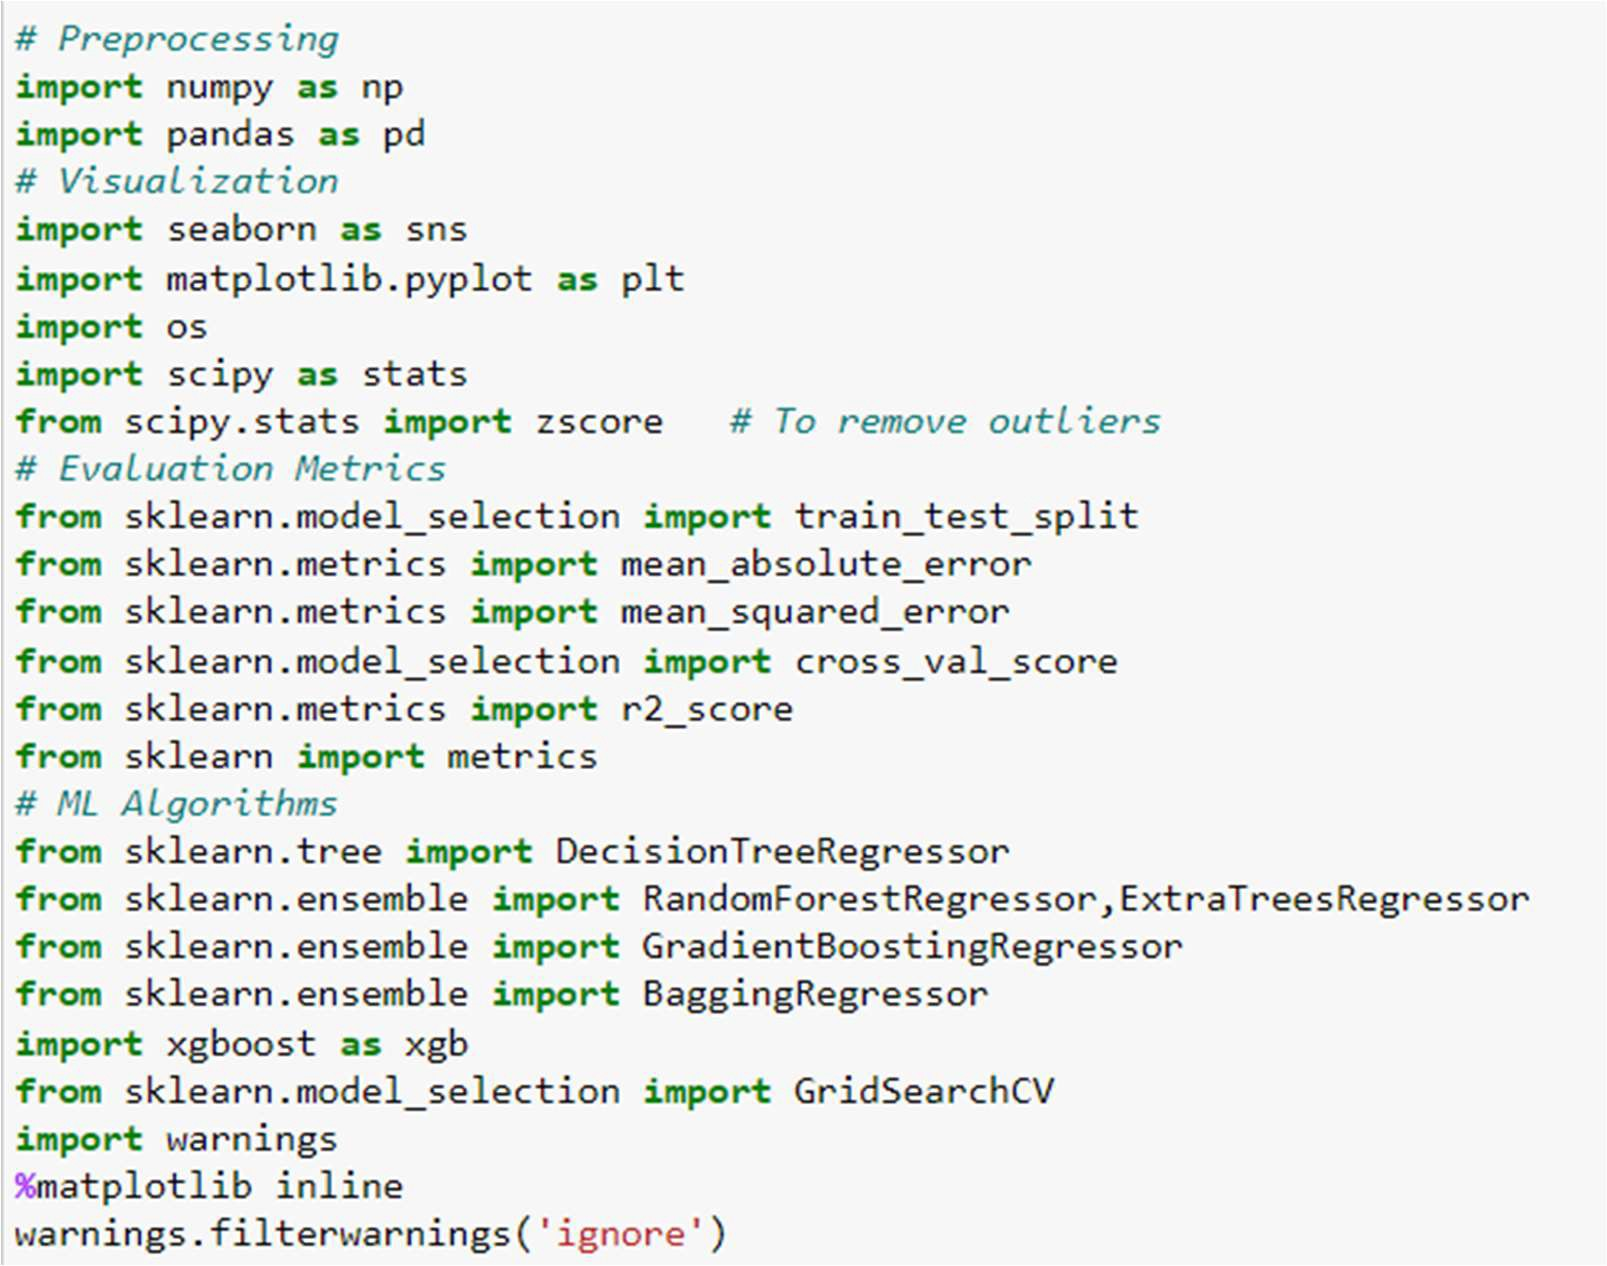 # Preprocessing
import numpy as np
import pandas as pd
# Visualization
import seaborn as sns
import matplotlib.pyplot as plt
import os
import scipy as stats
from scipy.stats import zscore   # To remove outliers
# Evaluation Metrics
from sklearn.model_selection import train_test_split
from sklearn.metrics import mean_absolute_error
from sklearn.metrics import mean_squared_error
from sklearn.model_selection import cross_val_score
from sklearn.metrics import r2_score
from sklearn import metrics
# ML Algorithms
from sklearn.tree import DecisionTreeRegressor
from sklearn.ensemble import RandomForestRegressor,ExtraTreesRegressor
from sklearn.ensemble import GradientBoostingRegressor
from sklearn.ensemble import BaggingRegressor
import xgboost as xgb
from sklearn.model_selection import GridSearchCV
import warnings
%matplotlib inline
warnings.filterwarnings('ignore')